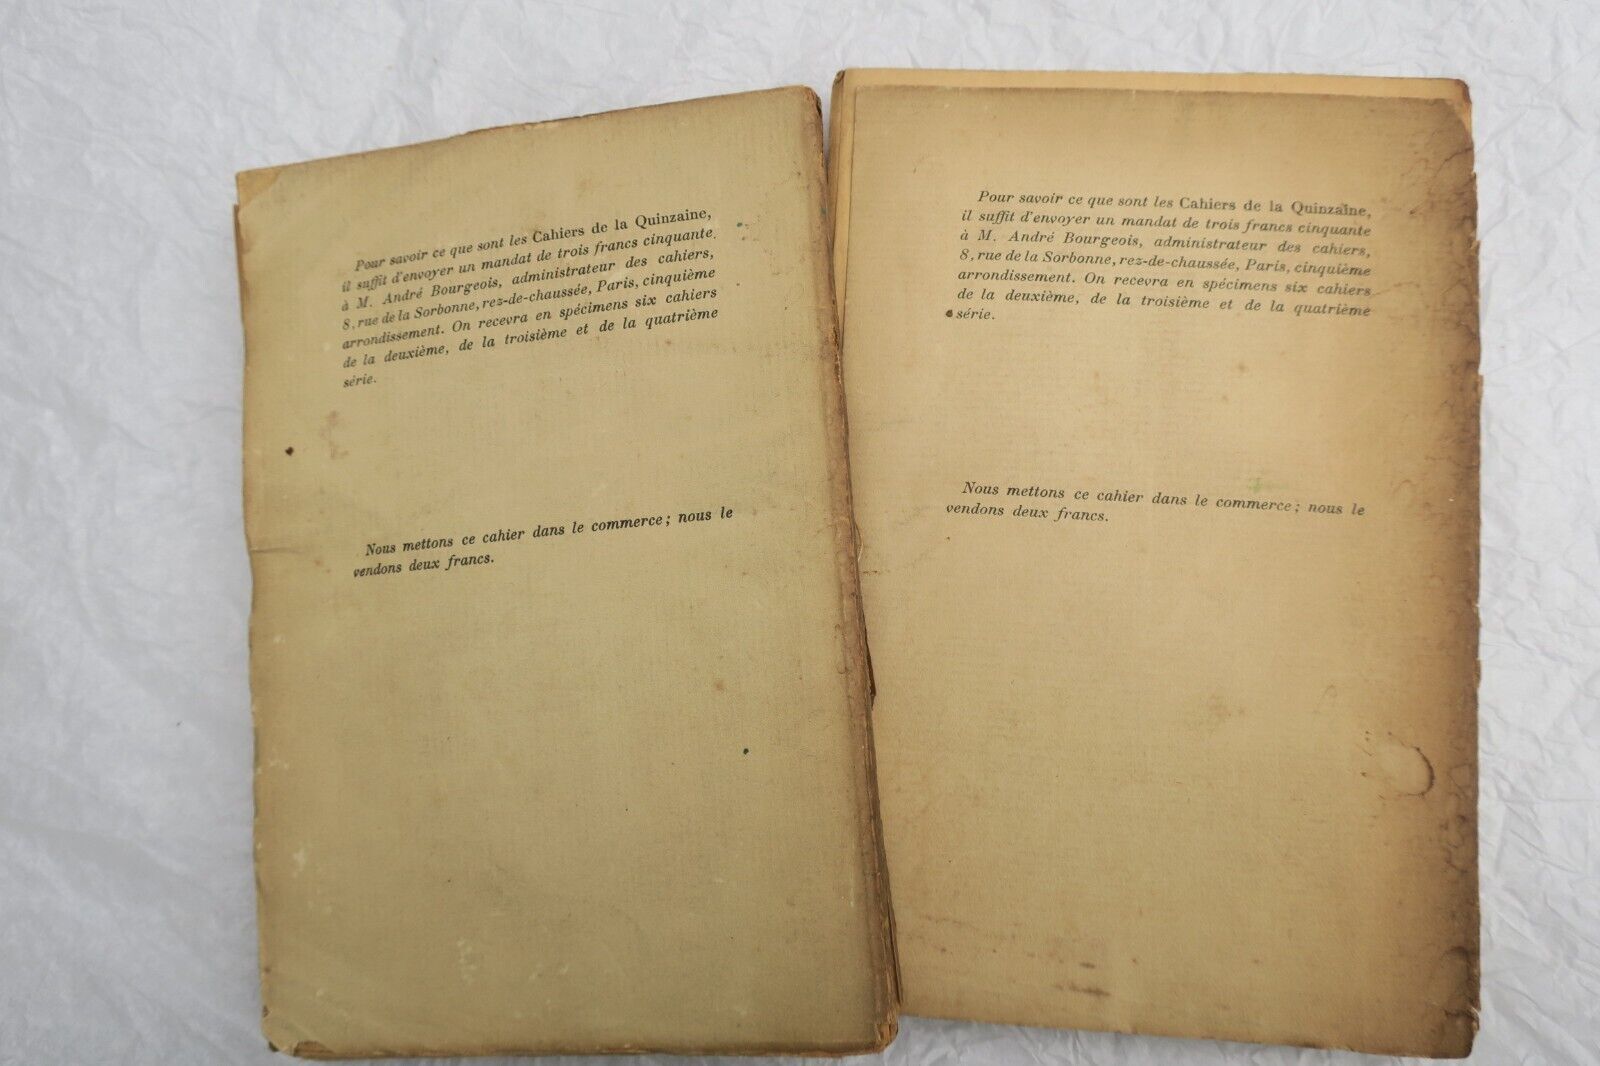 Pour savoir ce que sont les Cahiers de la Quinzaine,
il suffit d'envoyer un mandat de trois francs cinquante
à M. André Bourgeois, administrateur des cahiers,
8, rue de la Sorbonne, rez-de-chaussée, Paris, cinquième
arrondissement. On recevra en spécimens six cahiers
de la deuxième, de la troisième et de la quatrième
série.
Nous mettons ce cahier dans le commerce ; nous le
vendons deux francs.
Pour savoir ce que sont les Cahiers de la Quinzaine,
il suffit d'envoyer un mandat de trois francs cinquante
à M. André Bourgeois, administrateur des cahiers,
8, rue de la Sorbonne, rez-de-chaussée, Paris, cinquième
arrondissement. On recevra en spécimens six cahiers
de la deuxième, de la troisième et de la quatrième
série.
Nous mettons ce cahier dans le commerce ; nous le
vendons deux francs.